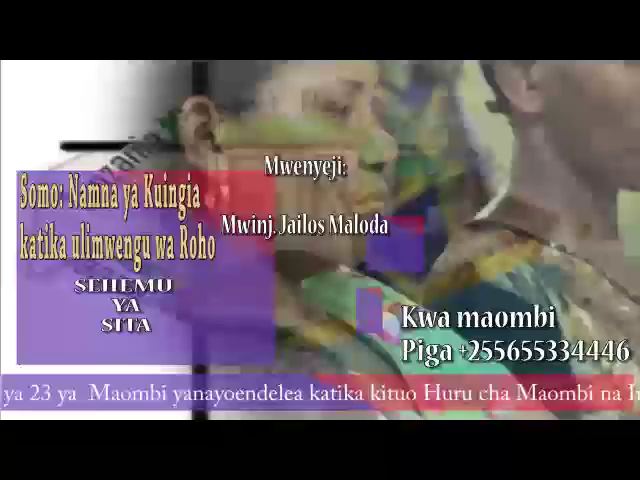 Mwenyeji:
Mwinj. Jailos Maloda
Somo: Namna ya Kuingia
katika ulimwengu wa Roho
SEHEMU
YA
SITA
Kwa maombi
Piga +255655334446
ya 23 ya Maombi yanayoendelea katika kituo Huru cha Maombi na